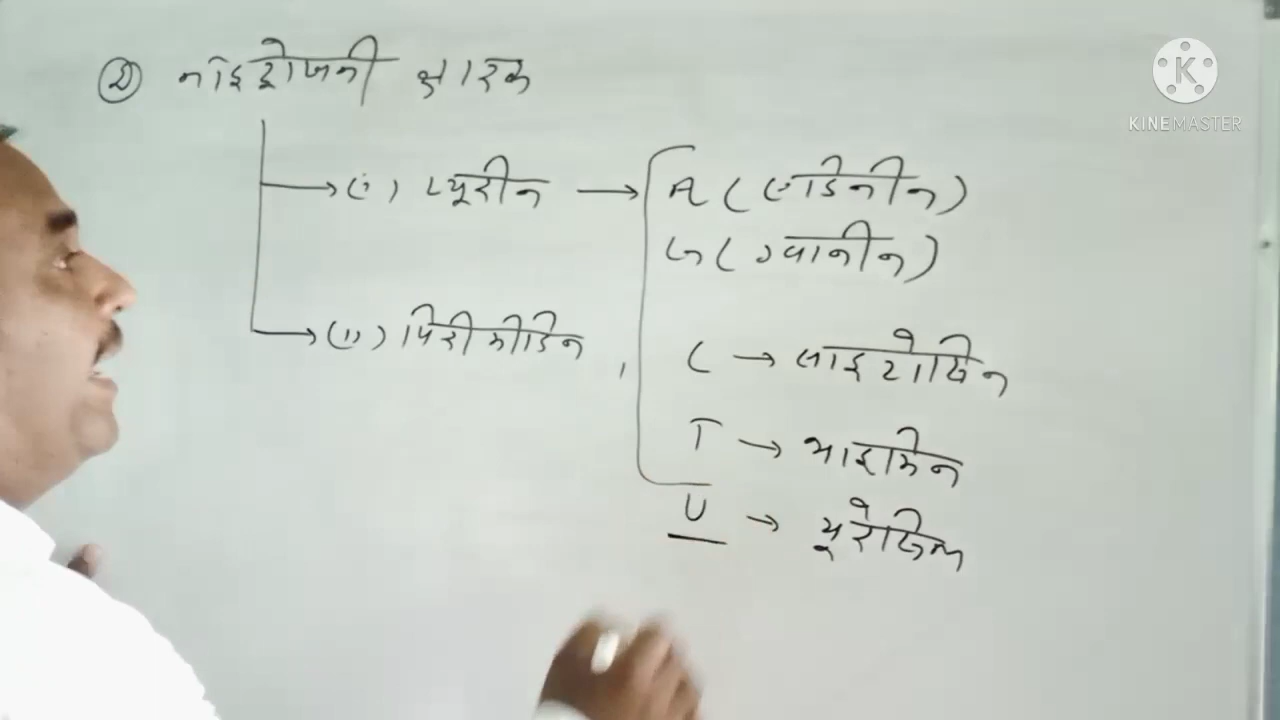 ② नाइट्रोजनी क्षारक
K
KINEMASTER
(i) प्यूरीन → A (एडिनीन)
G (ग्वानीन)
(ii) पिरीमीडिन
C → साइटोसिन
T → थाइमिन
U → यूरेसिल